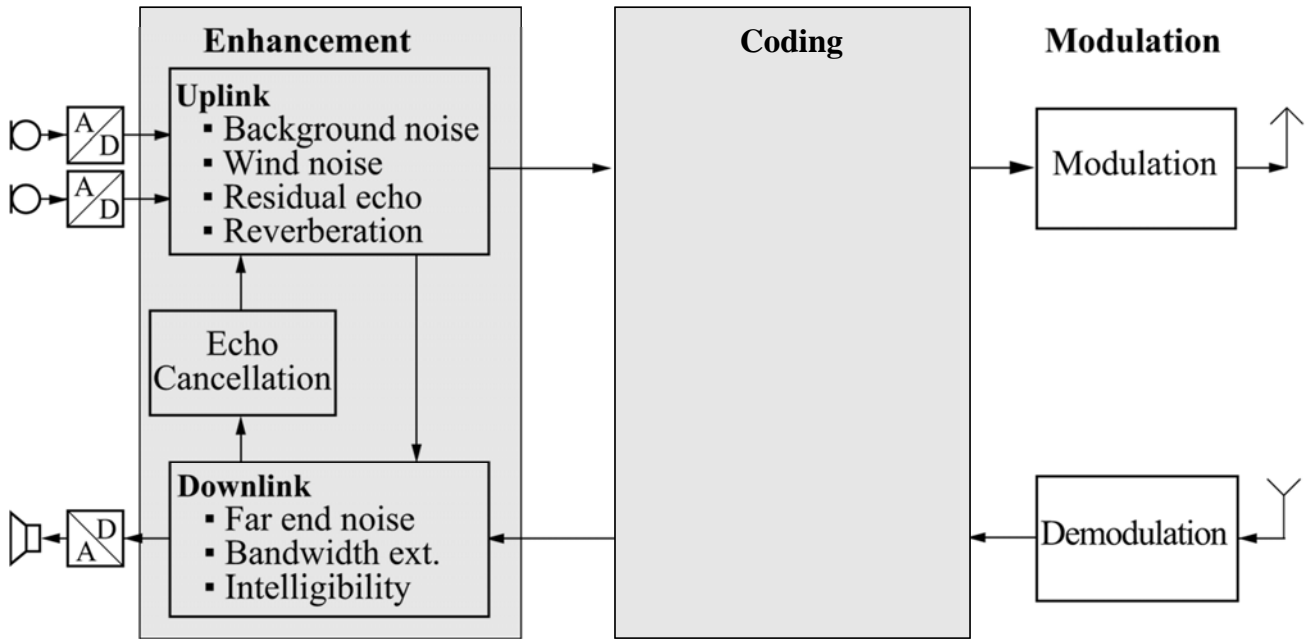 Enhancement
Coding
Modulation
A
D
A
D
Uplink
▪ Background noise
▪ Wind noise
▪ Residual echo
▪ Reverberation
Modulation
Echo
Cancellation
D
A
Downlink
▪ Far end noise
▪ Bandwidth ext.
▪ Intelligibility
Demodulation